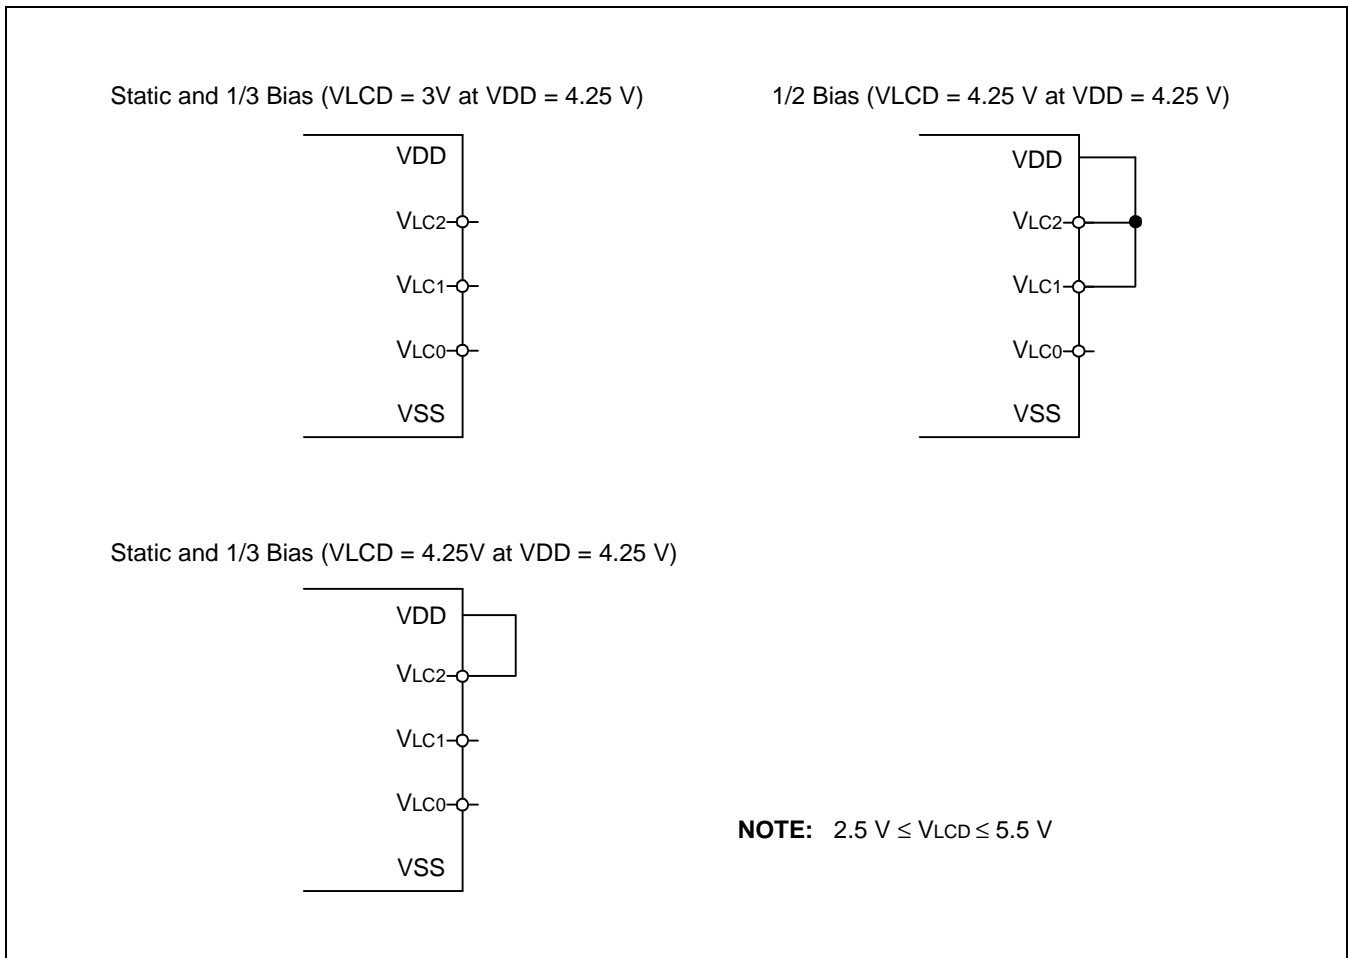 Static and 1/3 Bias (VLCD = 3V at VDD = 4.25 V)
VDD
VLC2
VLC1
VLC0
VSS
1/2 Bias (VLCD = 4.25 V at VDD = 4.25 V)
VDD
VLC2
VLC1
VLC0
VSS
Static and 1/3 Bias (VLCD = 4.25V at VDD = 4.25 V)
VDD
VLC2
VLC1
VLC0
VSS
NOTE: 2.5 V ≤ VLCD ≤ 5.5 V